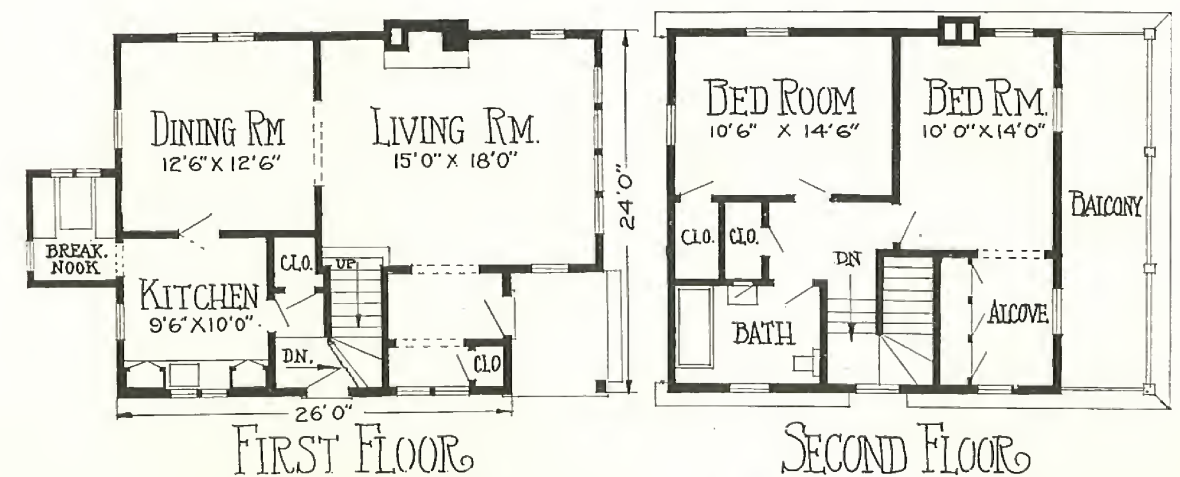 DINING RM
12'6" X 12'6"
LIVING RM.
15'0" X 18'0"
24'0"
BREAK.
NOOK
KITCHEN
9'6" X 10'0"
CLO.
UP
DN.
CLO
26'0"
FIRST FLOOR
BED ROOM
10'6" X 14'6"
BED RM.
10'0" X 14'0"
BALCONY
CLO.
CLO.
DN
BATH
ALCOVE
SECOND FLOOR